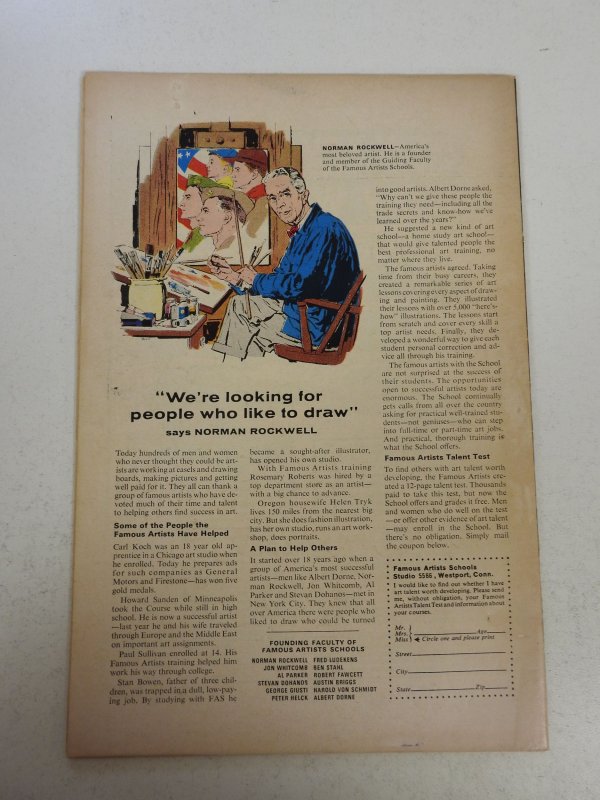 NORMAN ROCKWELL—America's
most beloved artist. He is a founder
and member of the Guiding Faculty
of the Famous Artists Schools.
"We're looking for
people who like to draw"
says NORMAN ROCKWELL
Today hundreds of men and women
who never thought they could be art-
ists are working at easels and drawing
boards, making pictures and getting
well paid for it. They all can thank a
group of famous artists who have de-
voted much of their time and talent
to helping others find success in art.
Some of the People the
Famous Artists Have Helped
Carl Koch was an 18 year old ap-
prentice in a Chicago art studio when
he enrolled. Today he prepares ads
for such companies as General
Motors and Firestone—has won five
gold medals.
Howard Sanden of Minneapolis
took the Course while still in high
school. He is now a successful artist
—last year he and his wife traveled
through Europe and the Middle East
on important art assignments.
Paul Sullivan enrolled at 14. His
Famous Artists training helped him
work his way through college.
Stan Bowen, father of three chil-
dren, was trapped in a dull, low-pay-
ing job. By studying with FAS he
became a sought-after illustrator,
has opened his own studio.
With Famous Artists training
Rosemary Roberts was hired by a
top department store as an artist—
with a big chance to advance.
Oregon housewife Helen Tryk
lives 150 miles from the nearest big
city. But she does fashion illustration,
has her own studio, runs an art work-
shop, does portraits.
A Plan to Help Others
It started over 18 years ago when a
group of America's most successful
artists—men like Albert Dorne, Nor-
man Rockwell, Jon Whitcomb, Al
Parker and Stevan Dohanos—met in
New York City. They knew that all
over America there were people who
liked to draw who could be turned
FOUNDING FACULTY OF
FAMOUS ARTISTS SCHOOLS
NORMAN ROCKWELL FRED LUDEKENS
JON WHITCOMB BEN STAHL
AL PARKER ROBERT FAWCETT
STEVAN DOHANOS AUSTIN BRIGGS
GEORGE GIUSTI HAROLD VON SCHMIDT
PETER HELCK ALBERT DORNE
into good artists. Albert Dorne asked,
"Why can't we give these people the
training they need—including all the
trade secrets and know-how we've
learned over the years?"
He suggested a new kind of art
school—a home study art school—
that would give talented people the
best professional art training, no
matter where they live.
The famous artists agreed. Taking
time from their busy careers, they
created a remarkable series of art
lessons covering every aspect of draw-
ing and painting. They illustrated
their lessons with over 5,000 "here's-
how" illustrations. The lessons start
from scratch and cover every skill a
top artist needs. Finally, they de-
veloped a wonderful way to give each
student personal correction and ad-
vice all through his training.
The famous artists with the School
are not surprised at the success of
their students. The opportunities
open to successful artists today are
enormous. The School continually
gets calls from all over the country
asking for practical well-trained stu-
dents—not geniuses—who can step
into full-time or part-time art jobs.
And practical, thorough training is
what the School offers.
Famous Artists Talent Test
To find others with art talent worth
developing, the Famous Artists cre-
ated a 12-page talent test. Thousands
paid to take this test, but now the
School offers and grades it free. Men
and women who do well on the test
—or offer other evidence of art talent
—may enroll in the School. But
there's no obligation. Simply mail
the coupon below.
Famous Artists Schools
Studio 5586, Westport, Conn.
I would like to find out whether I have
art talent worth developing. Please send
me, without obligation, your Famous
Artists Talent Test and information about
your courses.
Mr.
Mrs. Age
Miss Circle one and please print
Street
City
State Zip